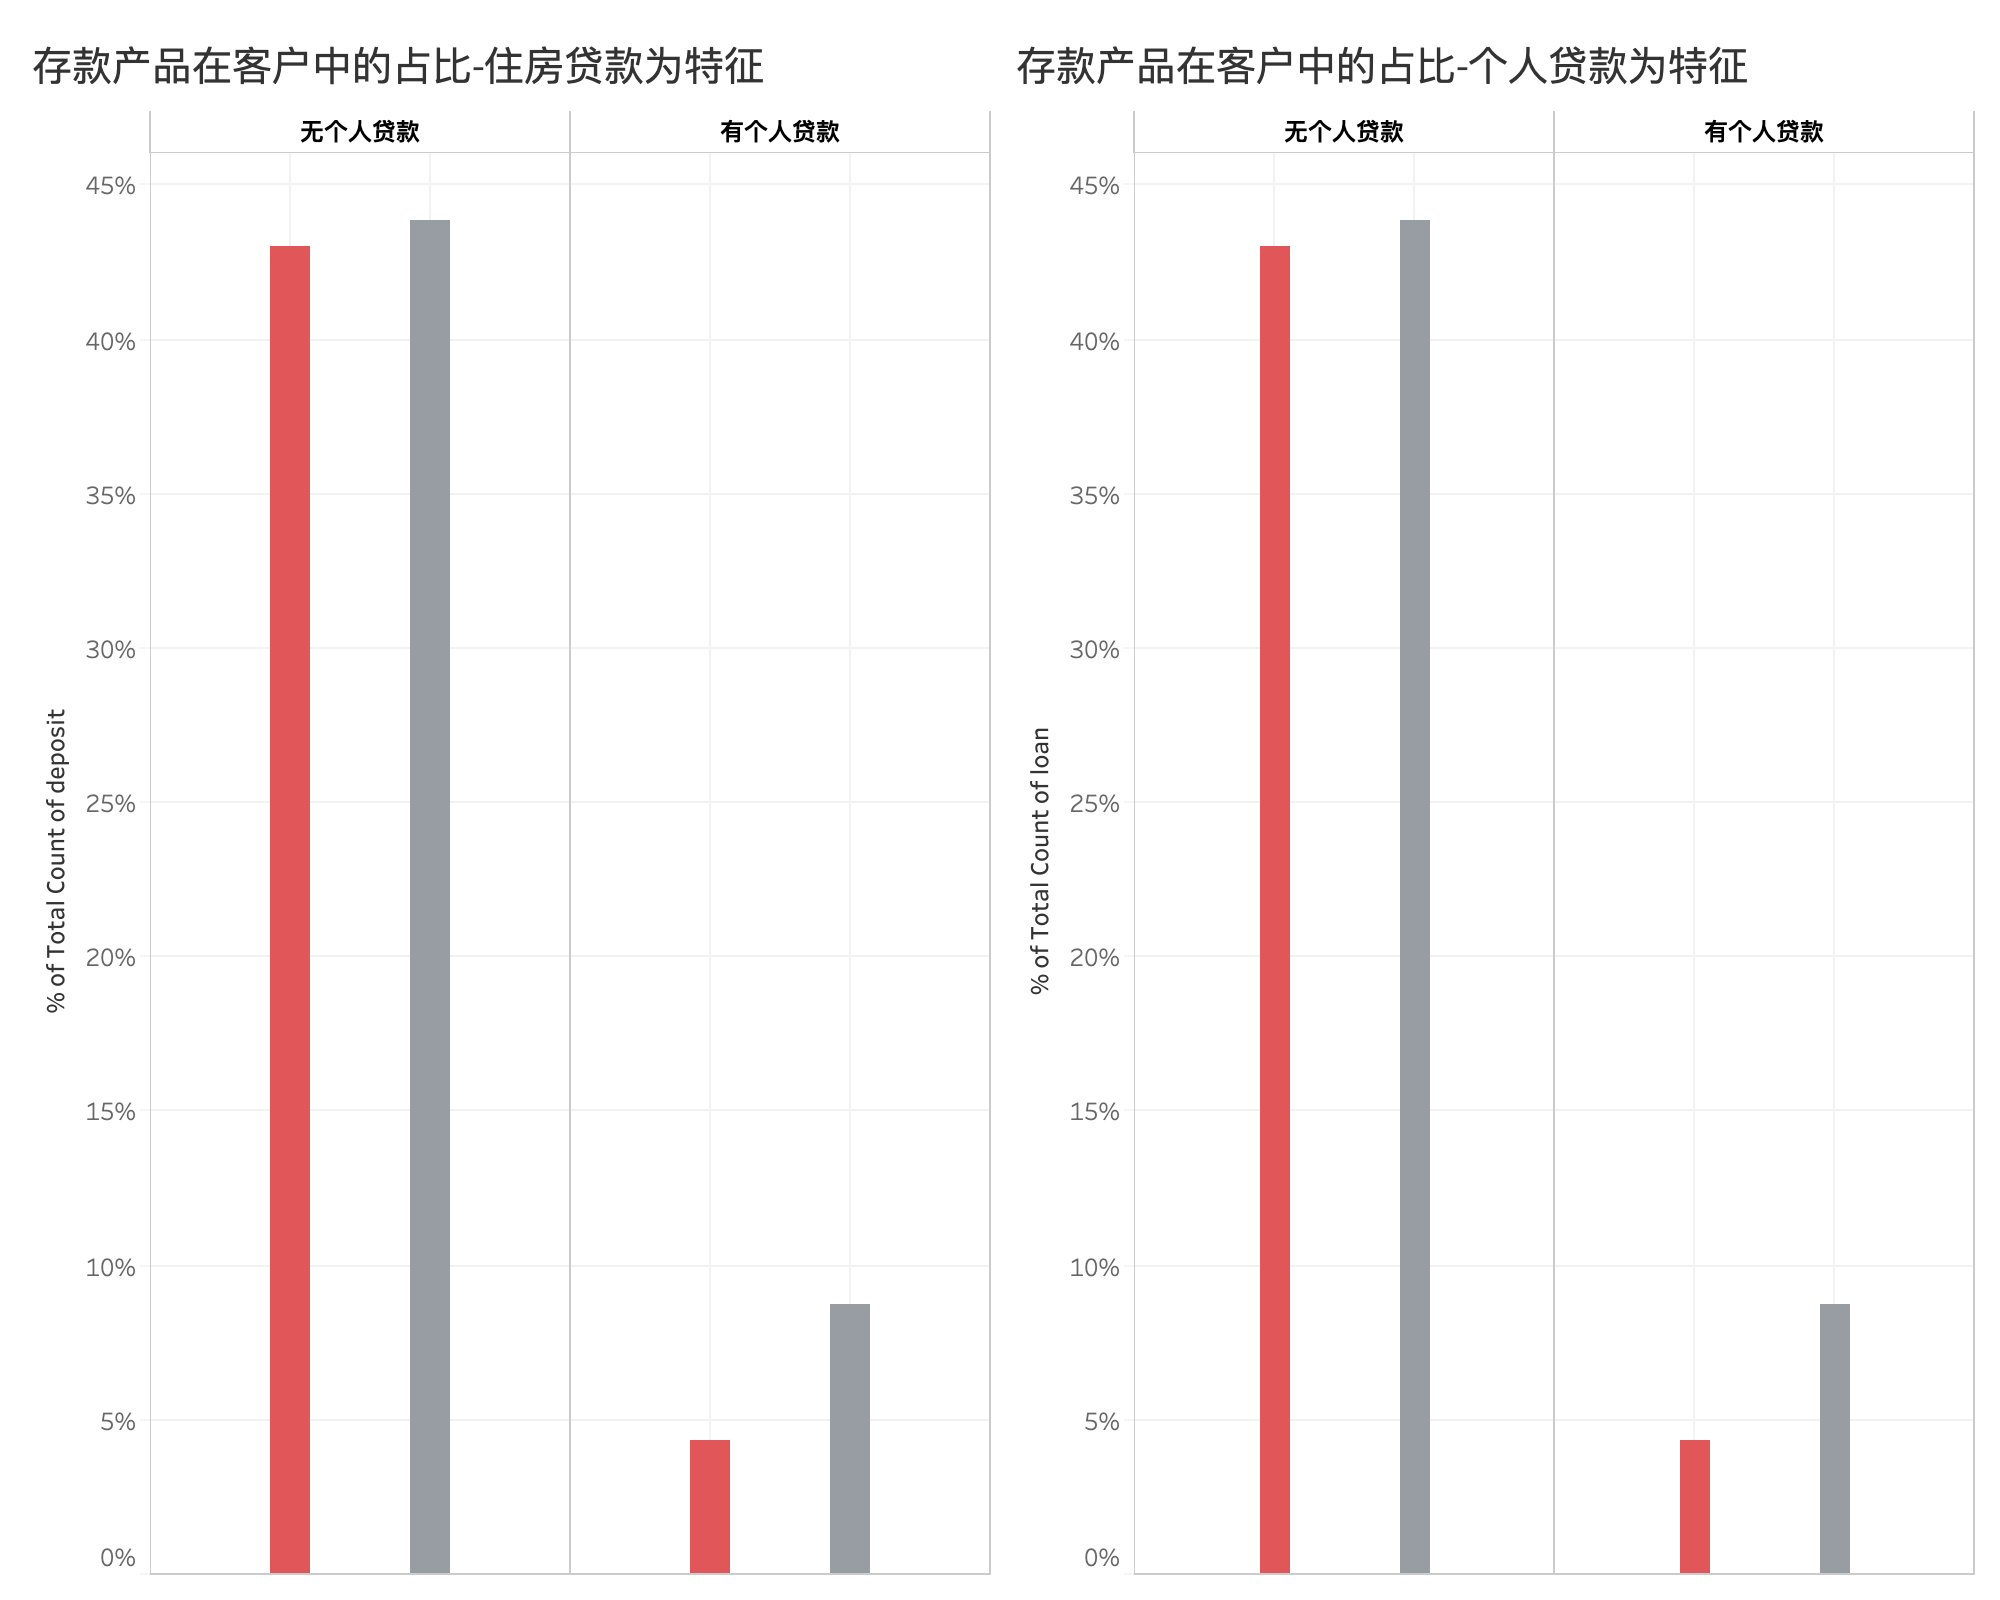 存款产品在客户中的占比-住房贷款为特征
无个人贷款
有个人贷款
45%
40%
35%
30%
25%
20%
15%
10%
5%
0%
% of Total Count of deposit
存款产品在客户中的占比-个人贷款为特征
无个人贷款
有个人贷款
45%
40%
35%
30%
25%
20%
15%
10%
5%
0%
% of Total Count of loan